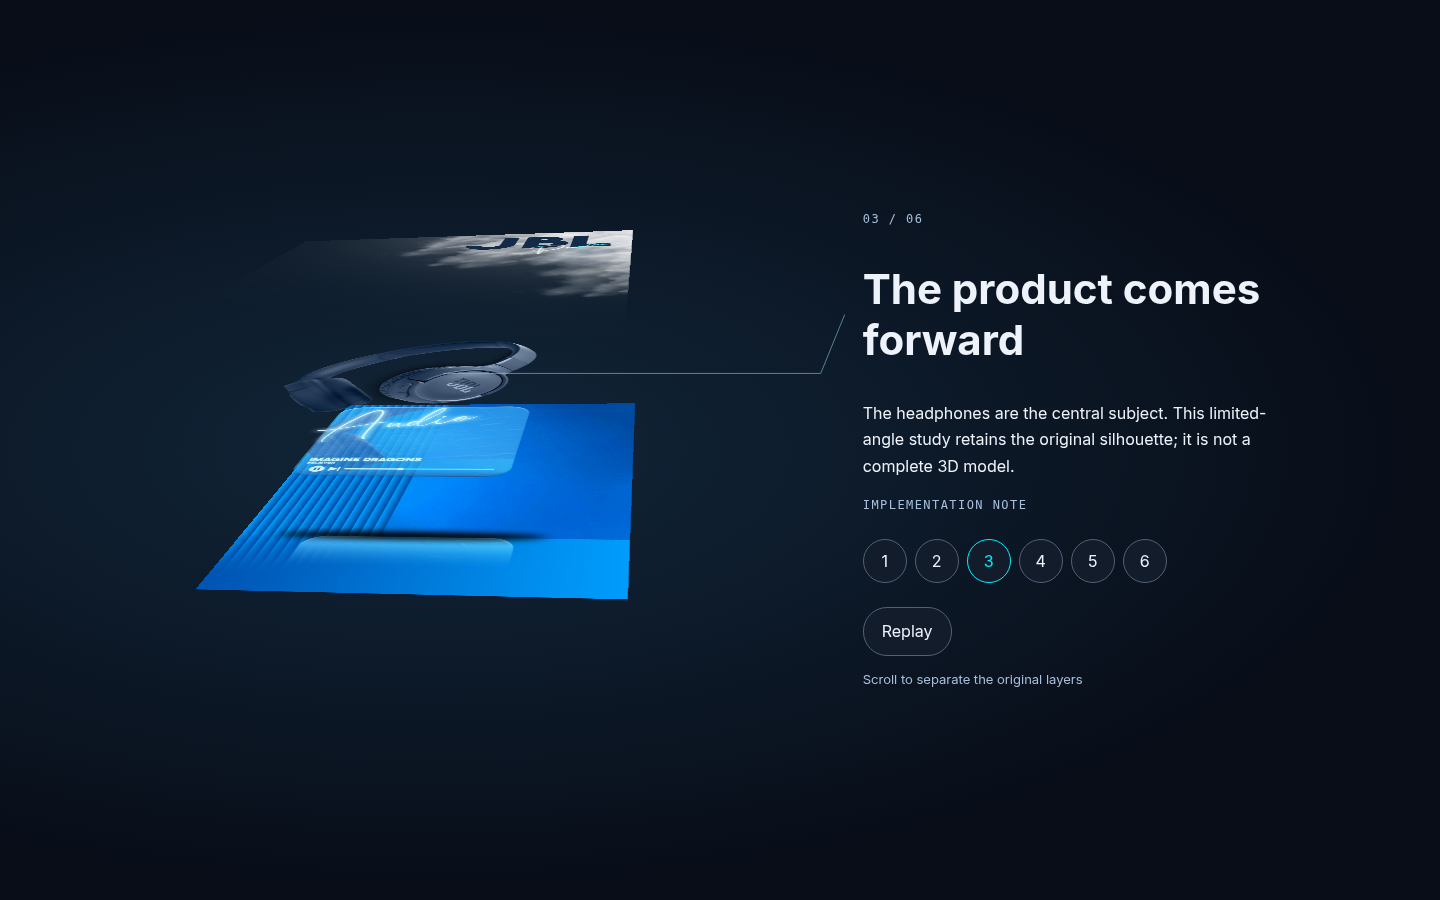 03 / 06
The product comes
forward
The headphones are the central subject. This limited-
angle study retains the original silhouette; it is not a
complete 3D model.
IMPLEMENTATION NOTE
1 2 3 4 5 6
Replay
Scroll to separate the original layers
JBL
JBL
Audio
IMAGINE DRAGONS